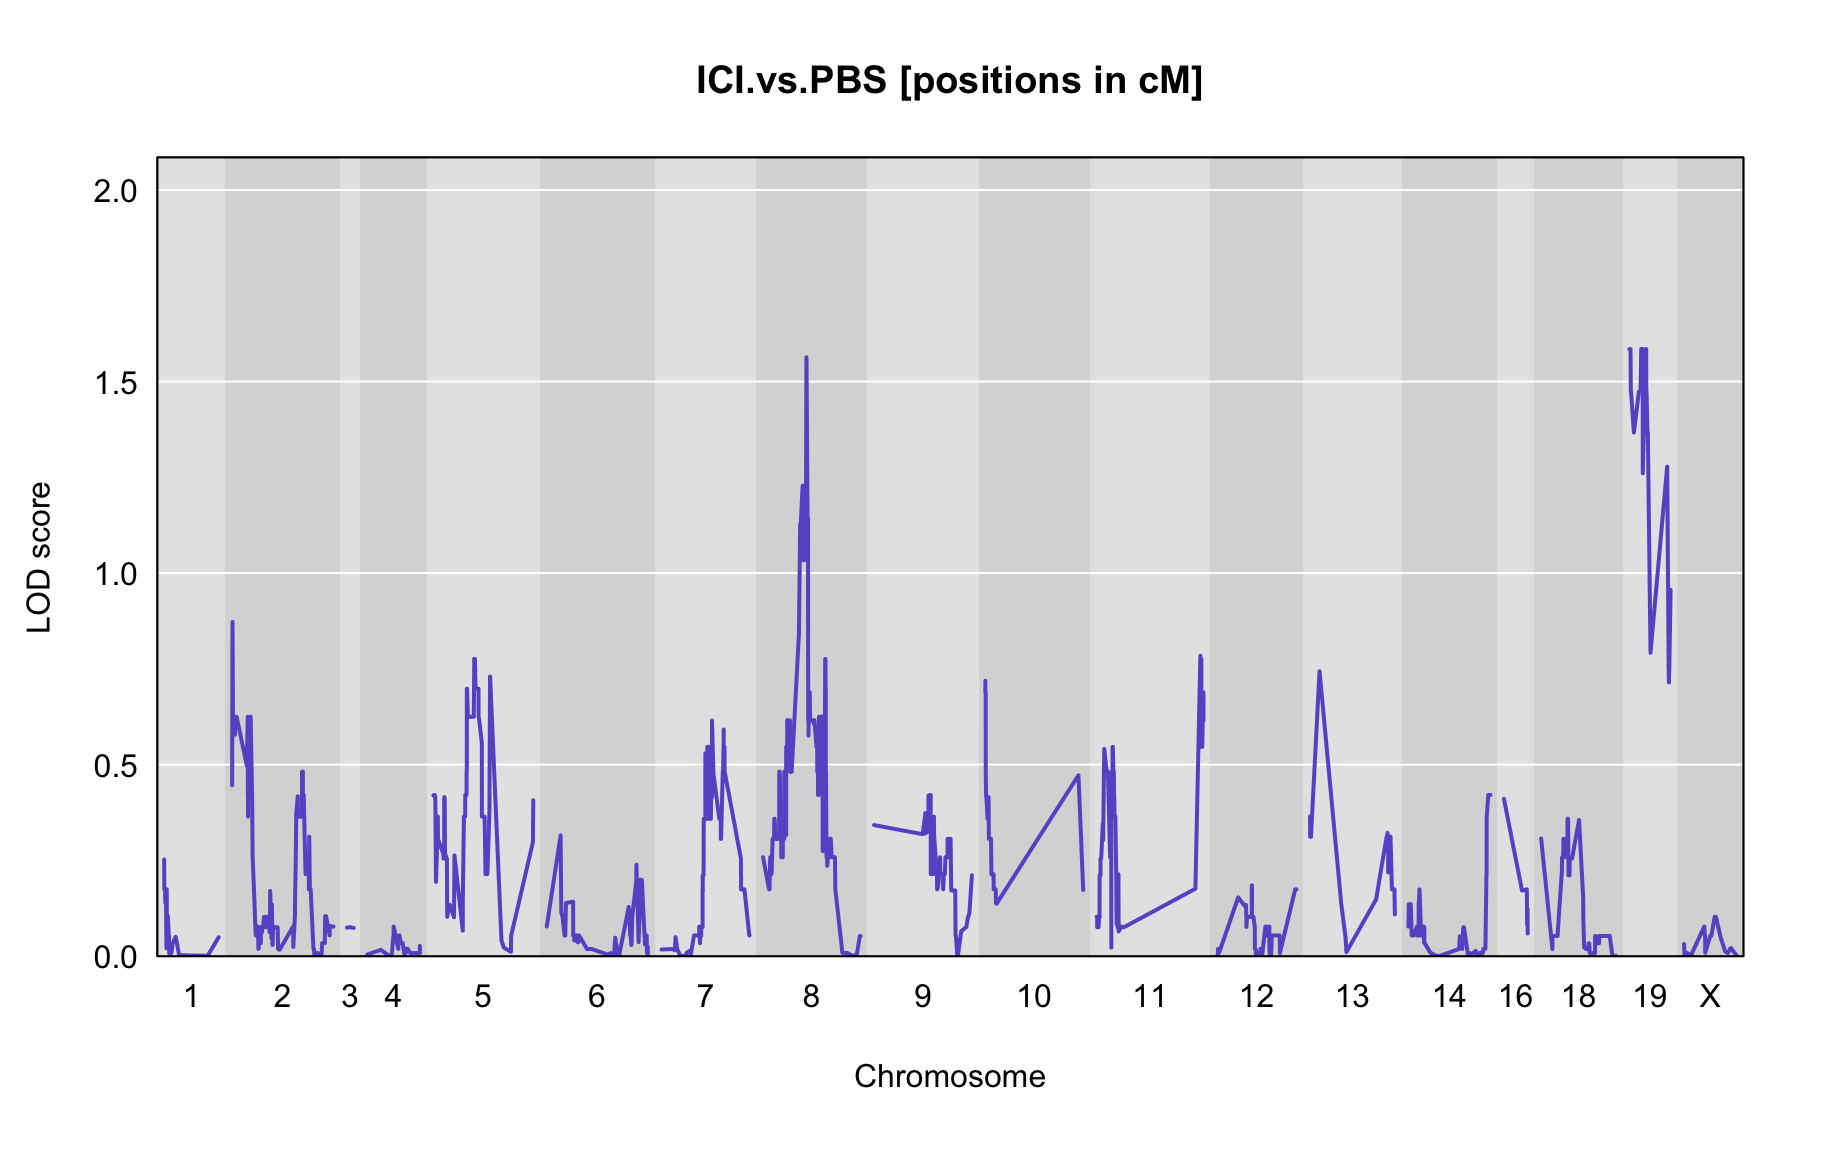 ICI.vs.PBS [positions in cM]
2.0
1.5
1.0
0.5
0.0
LOD score
1 2 3 4 5 6 7 8 9 10 11 12 13 14 16 18 19 X
Chromosome